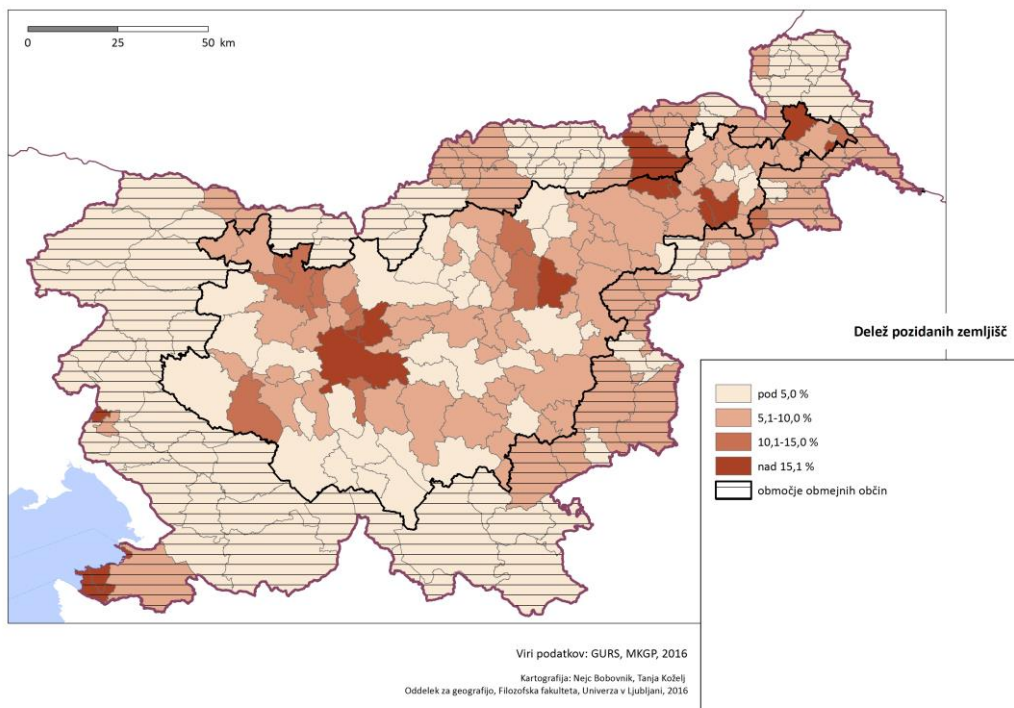 0 25 50 km
Delež pozidanih zemljišč
pod 5,0 %
5,1-10,0 %
10,1-15,0 %
nad 15,1 %
območje obmejnih občin
Viri podatkov: GURS, MKGP, 2016
Kartografija: Nejc Bobovnik, Tanja Koželj
Oddelek za geografijo, Filozofska fakulteta, Univerza v Ljubljani, 2016